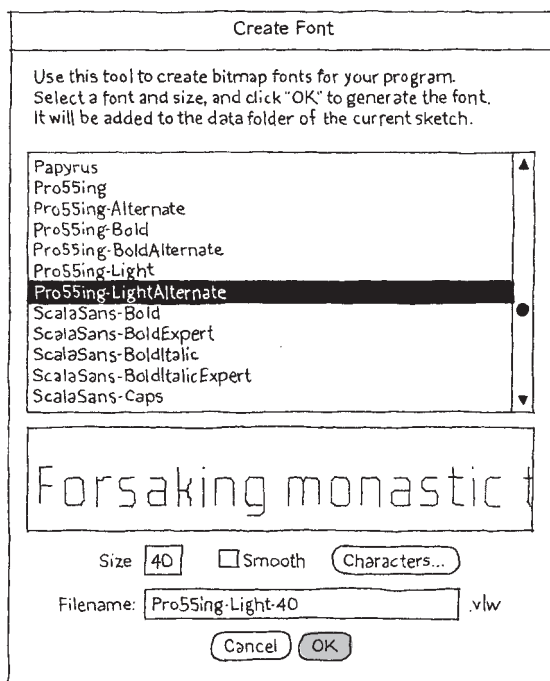 Create Font
Use this tool to create bitmap fonts for your program.
Select a font and size, and click "OK" to generate the font.
It will be added to the data folder of the current sketch.
Papyrus
Pro55ing
Pro55ing-Alternate
Pro55ing-Bold
Pro55ing-BoldAlternate
Pro55ing-Light
Pro55ing-LightAlternate
ScalaSans-Bold
ScalaSans-BoldExpert
ScalaSans-BoldItalic
ScalaSans-BoldItalicExpert
ScalaSans-Caps
Forsaking monastic t
Size 40 Smooth Characters...
Filename: Pro55ing-Light-40 .vlw
Cancel OK